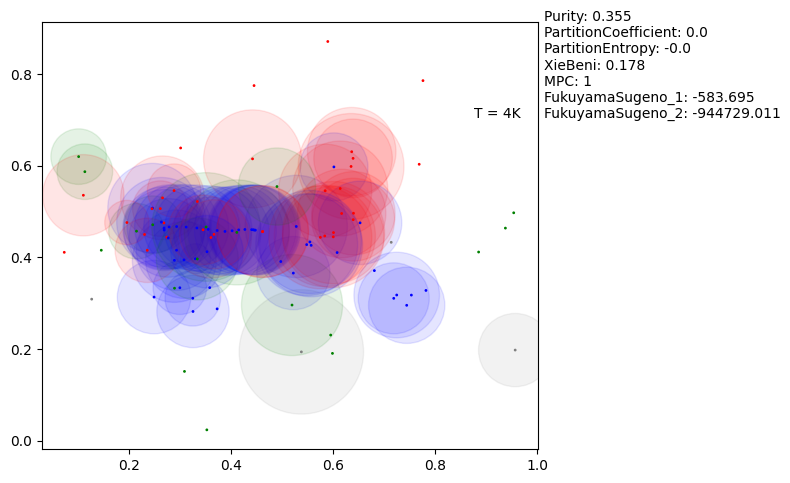 Purity: 0.355
PartitionCoefficient: 0.0
PartitionEntropy: -0.0
XieBeni: 0.178
MPC: 1
FukuyamaSugeno_1: -583.695
FukuyamaSugeno_2: -944729.011
T = 4K
0.8
0.6
0.4
0.2
0.0
0.2 0.4 0.6 0.8 1.0